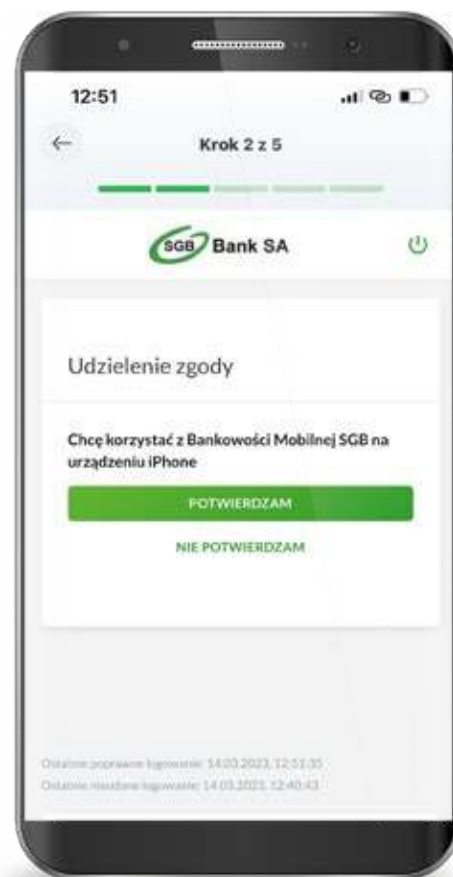 12:51
Krok 2 z 5
SGB Bank SA
Udzielenie zgody
Chcę korzystać z Bankowości Mobilnej SGB na
urządzeniu iPhone
POTWIERDZAM
NIE POTWIERDZAM
Ostatnie poprawne logowanie: 14.03.2023, 12:51:35
Ostatnie nieudane logowanie: 14.03.2023, 12:40:43